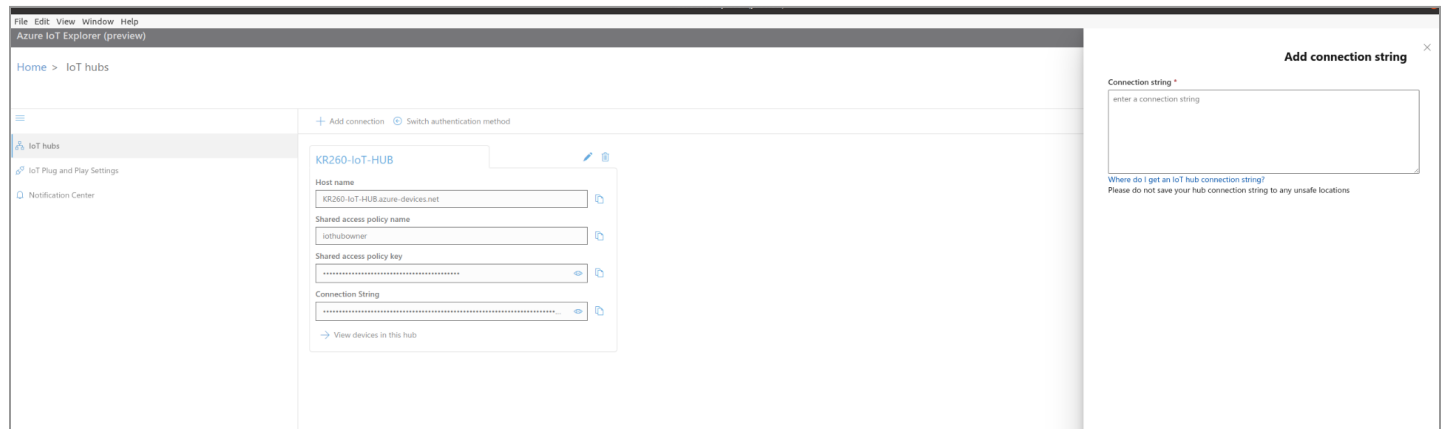 File Edit View Window Help
Azure IoT Explorer (preview)
Home > IoT hubs
+ Add connection Switch authentication method
IoT hubs
IoT Plug and Play Settings
Notification Center
KR260-IoT-HUB
Host name
KR260-IoT-HUB.azure-devices.net
Shared access policy name
iothubowner
Shared access policy key
Connection String
→ View devices in this hub
Add connection string
Connection string *
enter a connection string
Where do I get an IoT hub connection string?
Please do not save your hub connection string to any unsafe locations